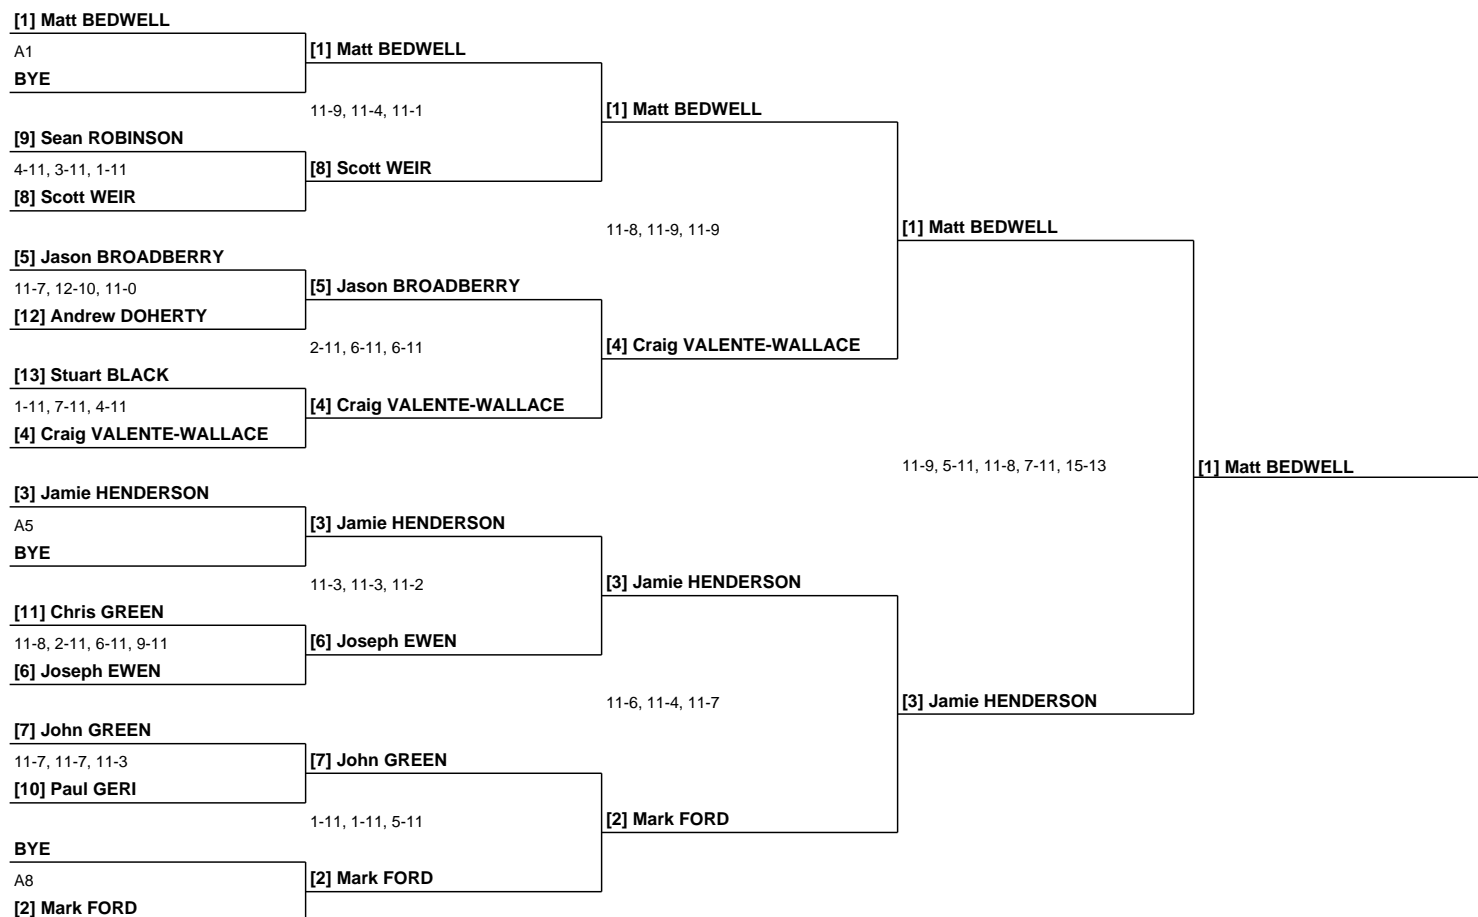 [1] Matt BEDWELL
A1
BYE
[9] Sean ROBINSON
4-11, 3-11, 1-11
[8] Scott WEIR
[5] Jason BROADBERRY
11-7, 12-10, 11-0
[12] Andrew DOHERTY
[13] Stuart BLACK
1-11, 7-11, 4-11
[4] Craig VALENTE-WALLACE
[3] Jamie HENDERSON
A5
BYE
[11] Chris GREEN
11-8, 2-11, 6-11, 9-11
[6] Joseph EWEN
[7] John GREEN
11-7, 11-7, 11-3
[10] Paul GERI
BYE
A8
[2] Mark FORD
[1] Matt BEDWELL
11-9, 11-4, 11-1
[8] Scott WEIR
[5] Jason BROADBERRY
2-11, 6-11, 6-11
[4] Craig VALENTE-WALLACE
[3] Jamie HENDERSON
11-3, 11-3, 11-2
[6] Joseph EWEN
[7] John GREEN
1-11, 1-11, 5-11
[2] Mark FORD
[1] Matt BEDWELL
11-8, 11-9, 11-9
[4] Craig VALENTE-WALLACE
[3] Jamie HENDERSON
11-6, 11-4, 11-7
[2] Mark FORD
[1] Matt BEDWELL
11-9, 5-11, 11-8, 7-11, 15-13
[3] Jamie HENDERSON
[1] Matt BEDWELL